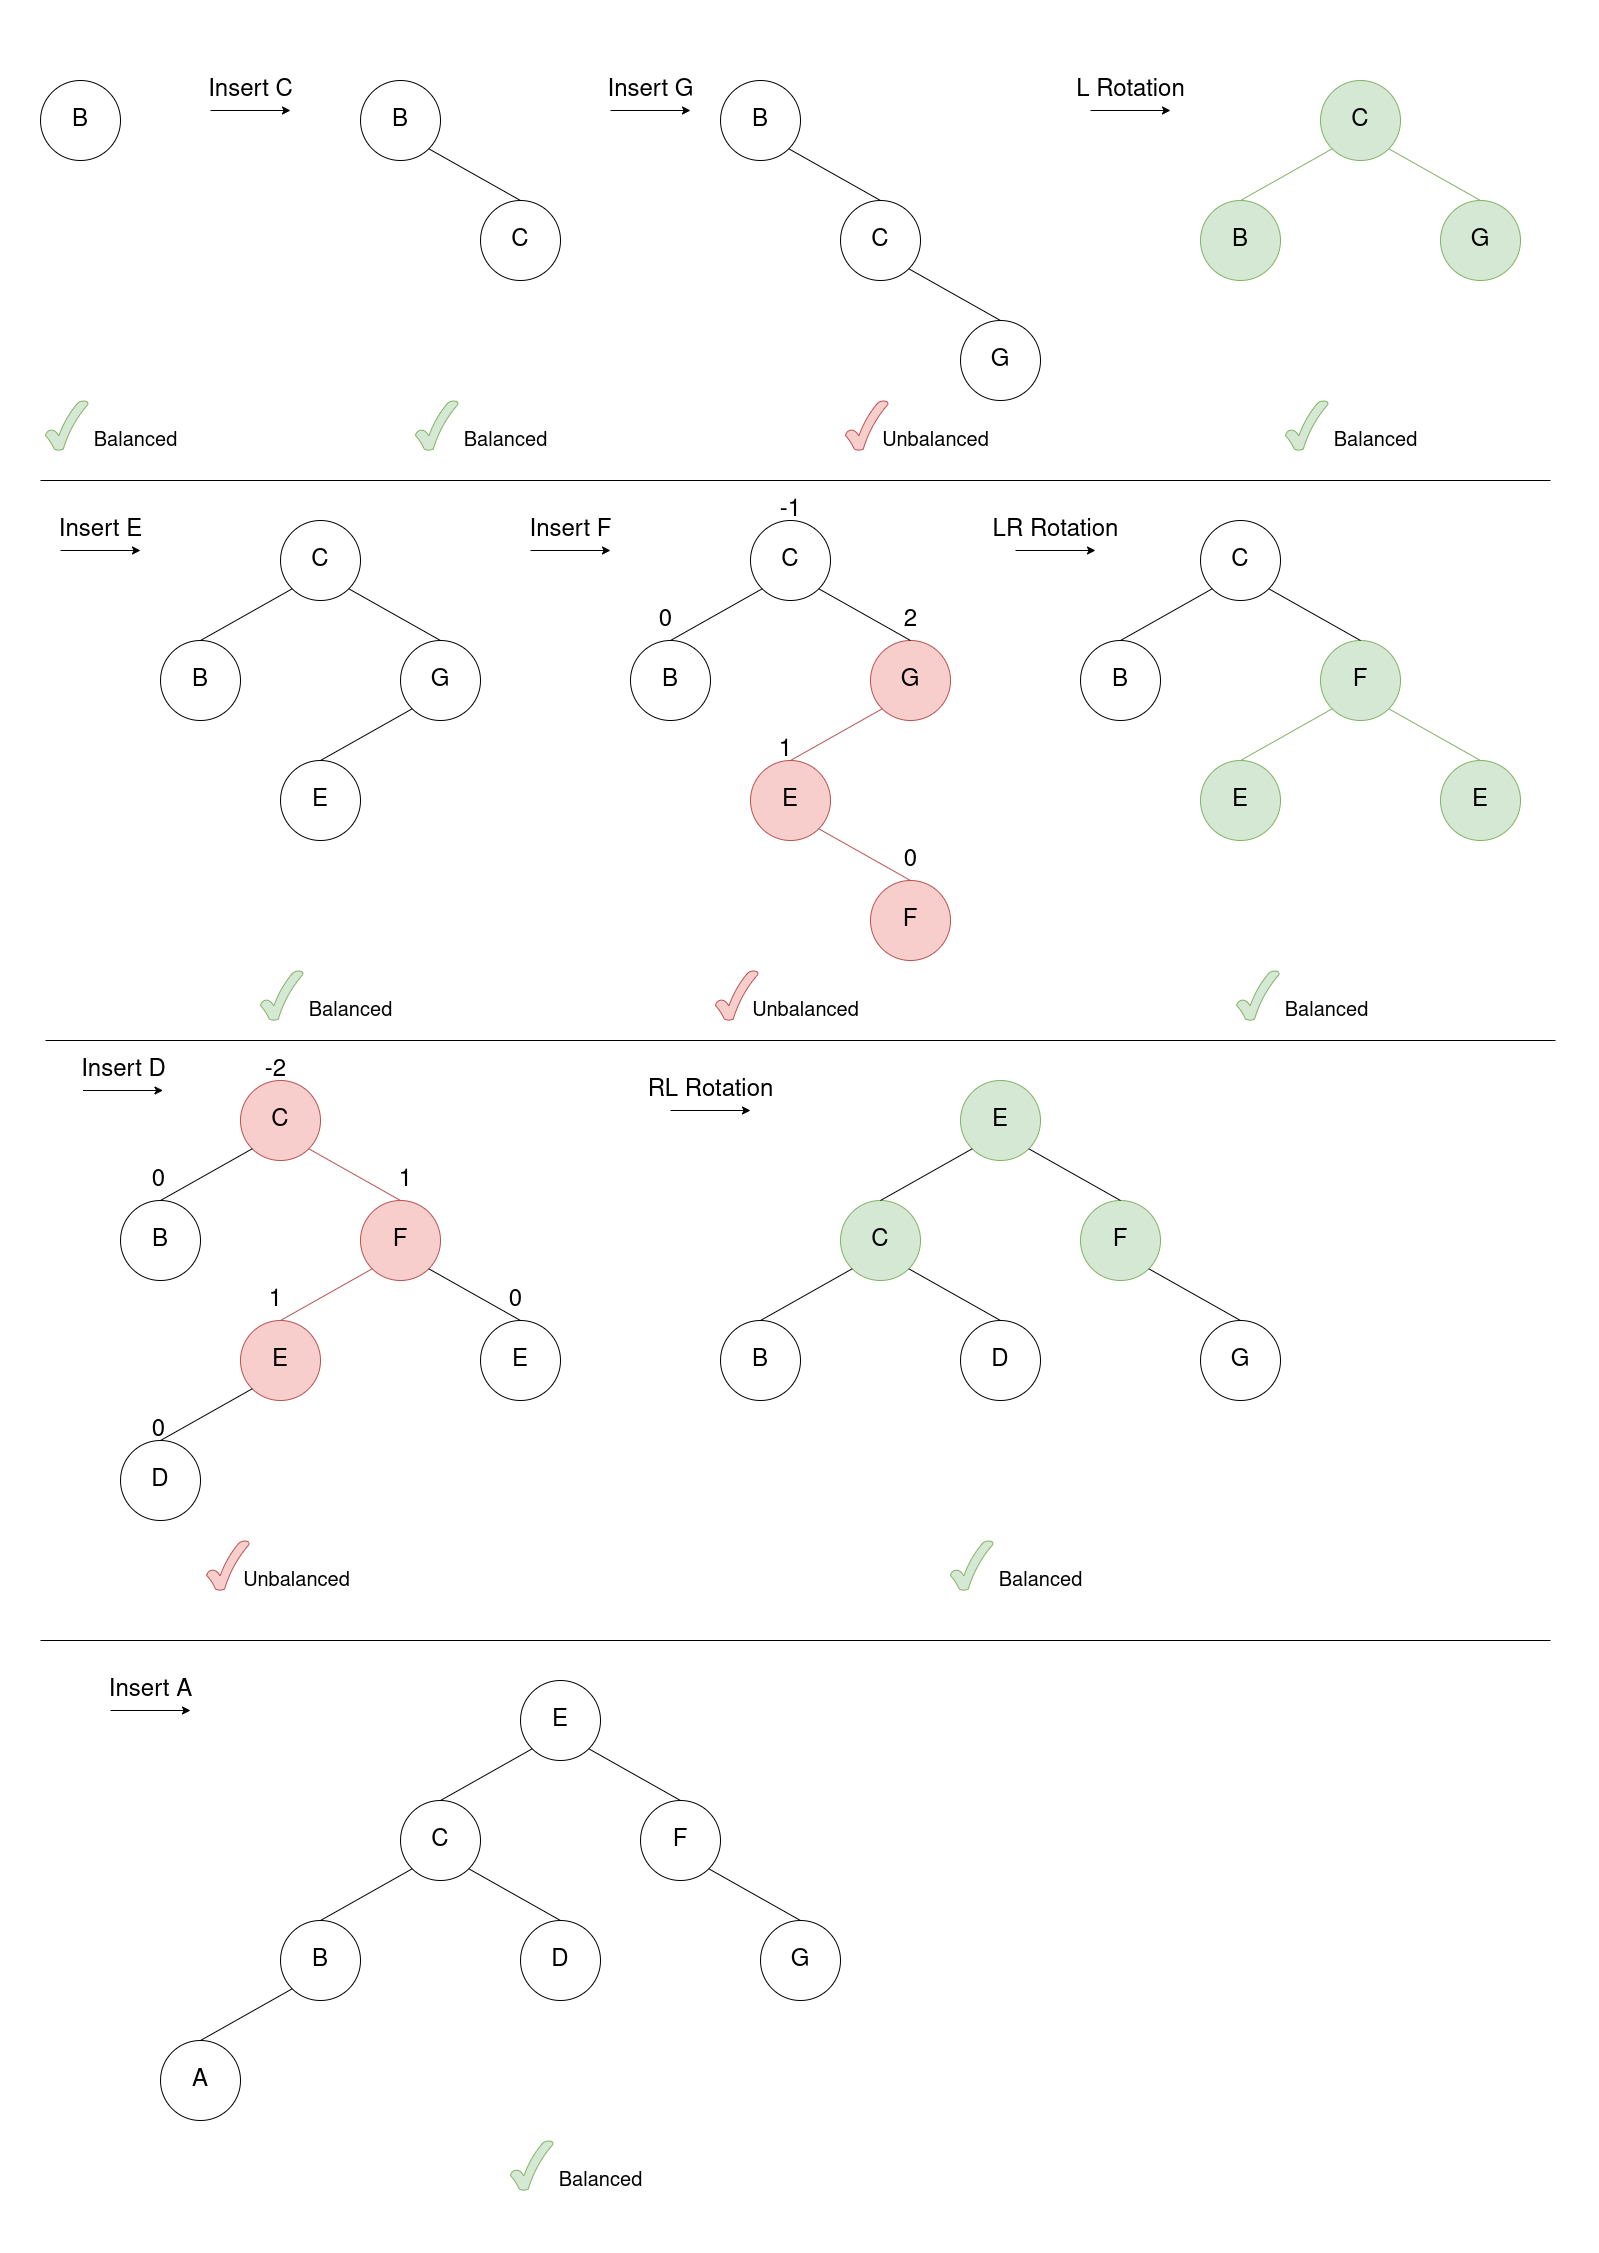 Insert C
Insert G
L Rotation
B
B
B
C
C
C
B
G
G
Balanced
Balanced
Unbalanced
Balanced
-1
Insert E
Insert F
LR Rotation
C
C
C
0
2
B
G
B
G
B
F
1
E
E
E
E
0
F
Balanced
Unbalanced
Balanced
Insert D
-2
RL Rotation
C
E
0
1
B
F
C
F
1
0
E
E
B
D
G
0
D
Unbalanced
Balanced
Insert A
E
C
F
B
D
G
A
Balanced